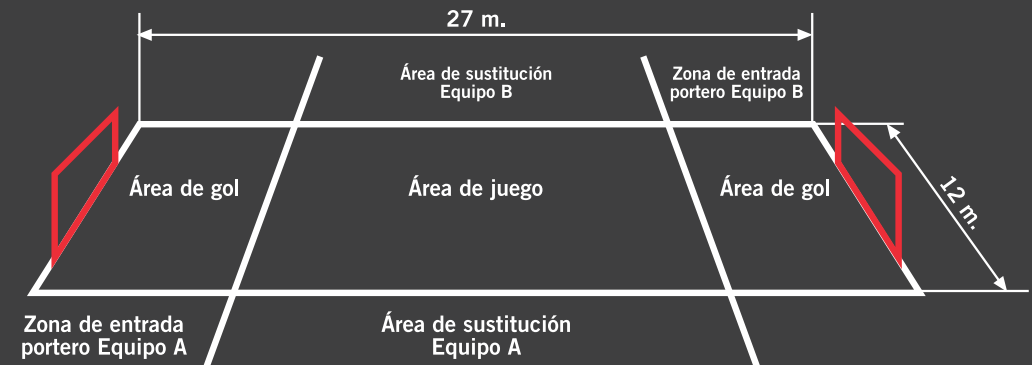 27 m.
Área de sustitución
Equipo B
Zona de entrada
portero Equipo B
Área de gol
Área de juego
Área de gol
12 m.
Zona de entrada
portero Equipo A
Área de sustitución
Equipo A